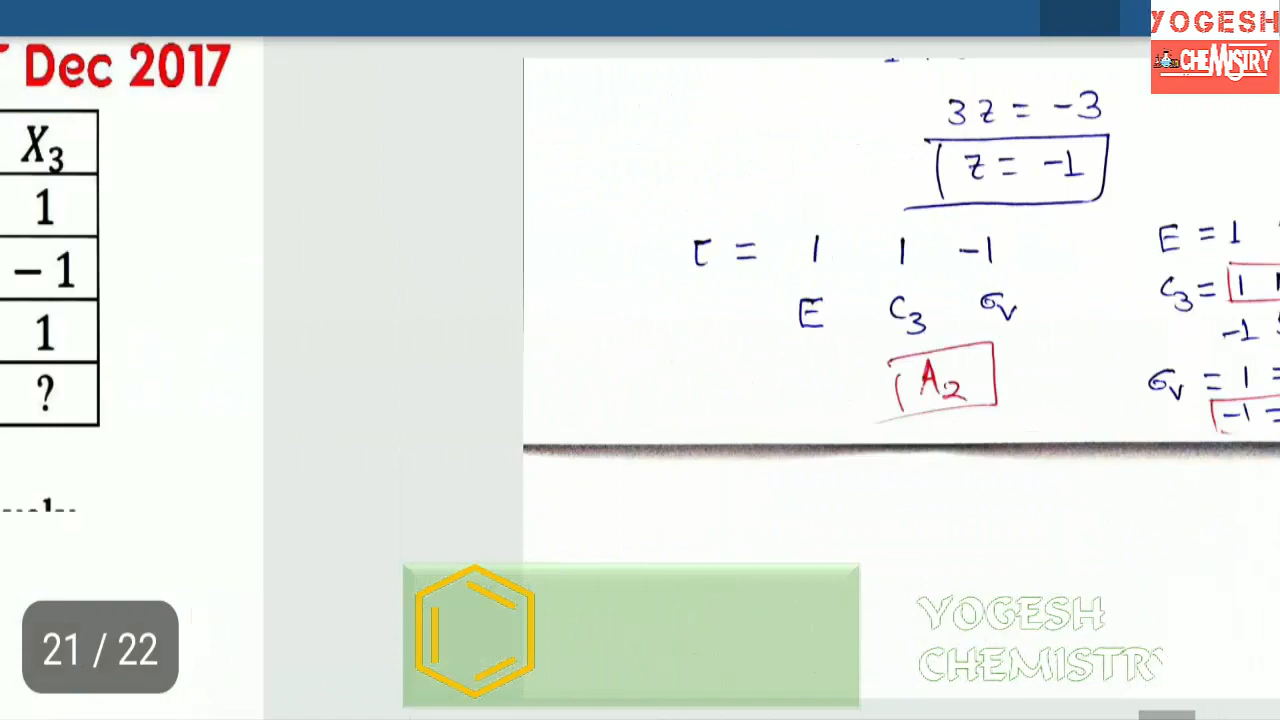 YOGESH
CHEMISTRY
Dec 2017
X₃
1
− 1
1
?
3z = -3
z = -1
Γ = 1 1 -1
E C₃ σv
A₂
E = 1
C₃ = 1
-1
σv = 1 =
-1 =
21 / 22
YOGESH
CHEMISTRY